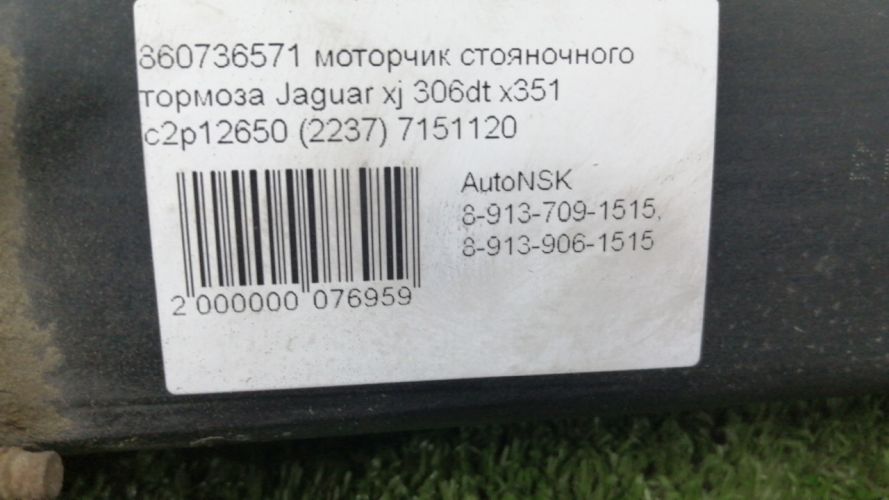 860736571 моторчик стояночного
тормоза Jaguar xj 306dt x351
c2p12650 (2237) 7151120
AutoNSK
8-913-709-1515,
8-913-906-1515
2 000000 076959